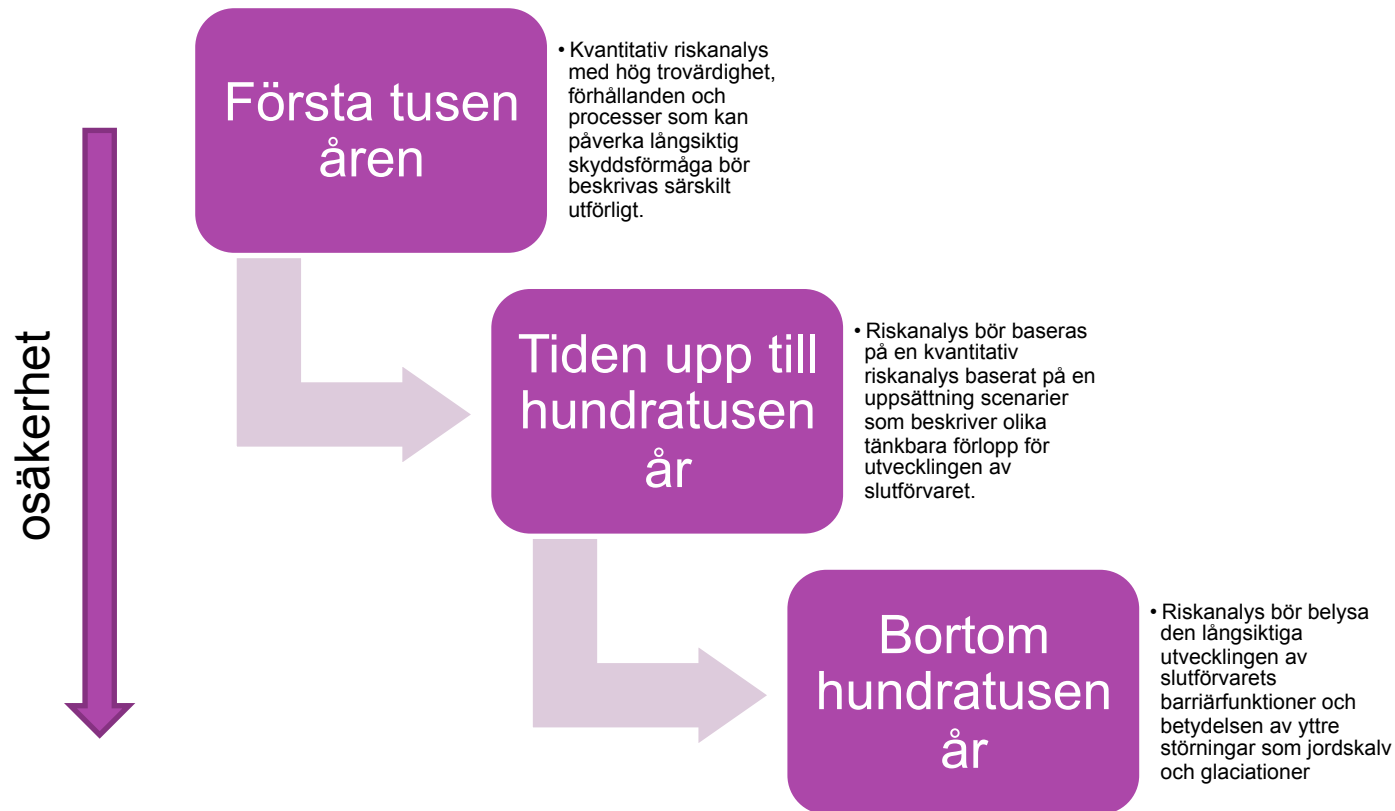 osäkerhet
Första tusen
åren
• Kvantitativ riskanalys
med hög trovärdighet,
förhållanden och
processer som kan
påverka långsiktig
skyddsförmåga bör
beskrivas särskilt
utförligt.
Tiden upp till
hundratusen
år
• Riskanalys bör baseras
på en kvantitativ
riskanalys baserat på en
uppsättning scenarier
som beskriver olika
tänkbara förlopp för
utvecklingen av
slutförvaret.
Bortom
hundratusen
år
• Riskanalys bör belysa
den långsiktiga
utvecklingen av
slutförvarets
barriärfunktioner och
betydelsen av yttre
störningar som jordskalv
och glaciationer